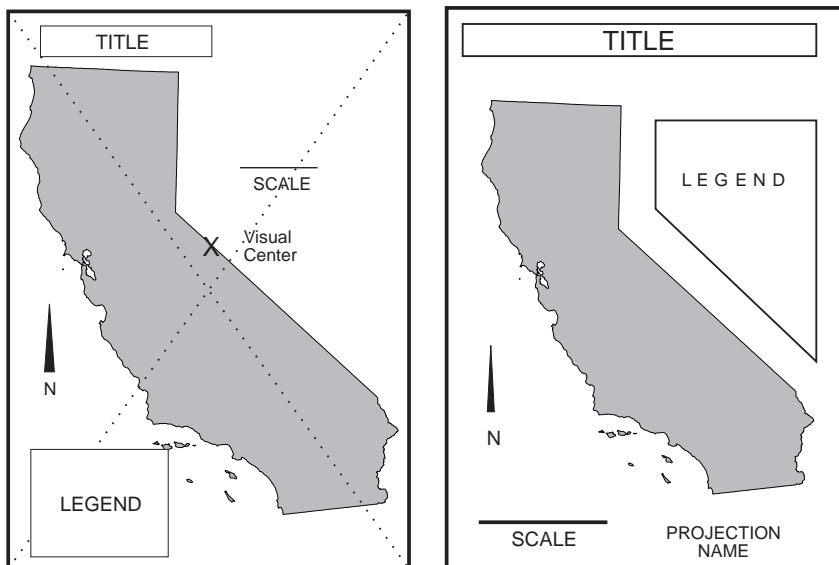 TITLE
SCALE
X
Visual
Center
N
LEGEND
TITLE
LEGEND
N
SCALE
PROJECTION
NAME